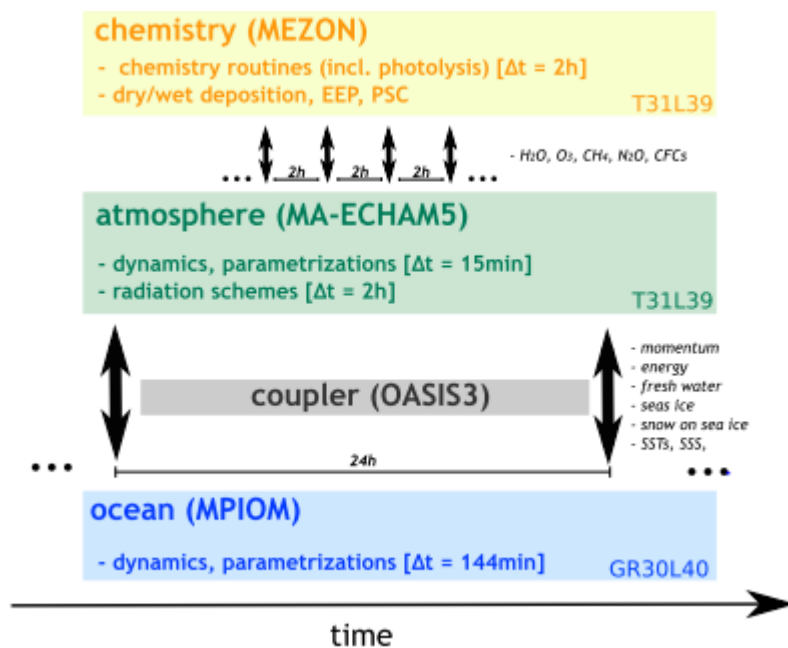 chemistry (MEZON)
- chemistry routines (incl. photolysis) [Δt = 2h]
- dry/wet deposition, EEP, PSC
T31L39
... 2h 2h 2h ...
- H₂O, O₃, CH₄, N₂O, CFCs
atmosphere (MA-ECHAM5)
- dynamics, parametrizations [Δt = 15min]
- radiation schemes [Δt = 2h]
T31L39
- momentum
- energy
- fresh water
- seas ice
- snow on sea ice
- SSTs, SSS,
coupler (OASIS3)
... 24h ...
ocean (MPIOM)
- dynamics, parametrizations [Δt = 144min]
GR30L40
time